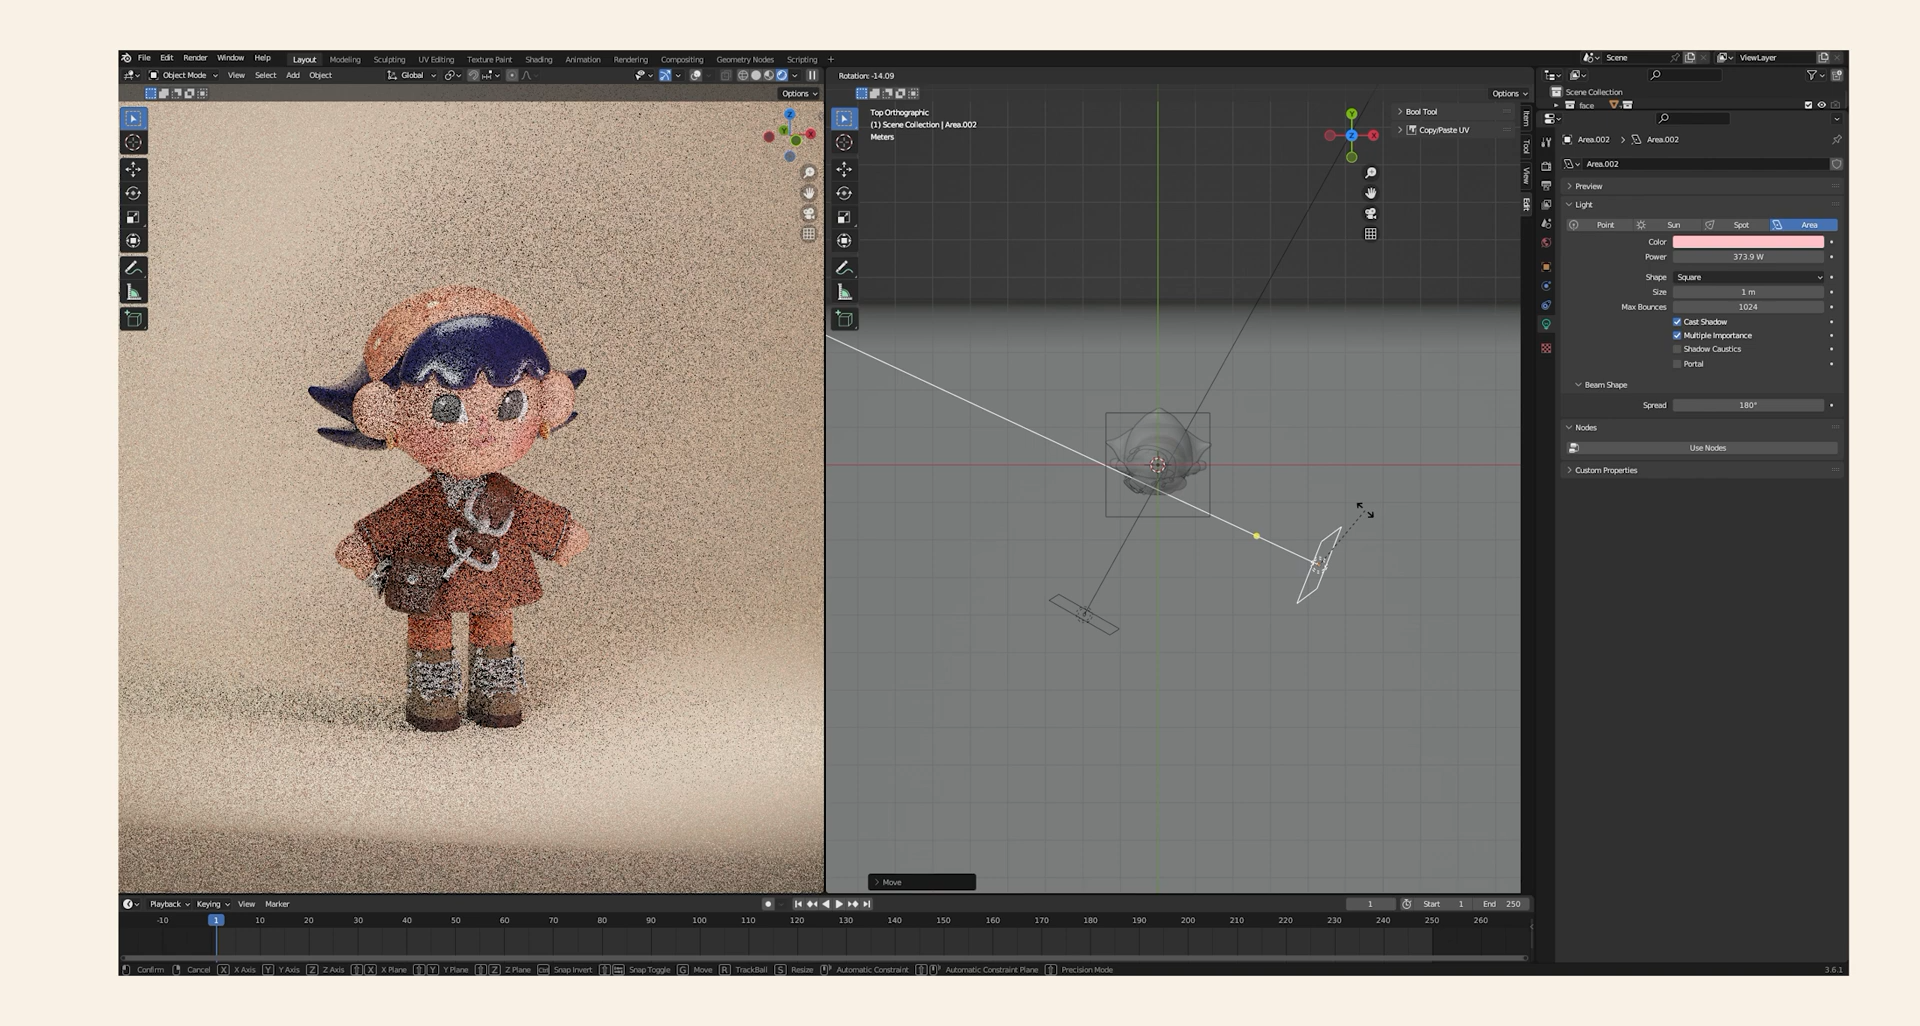 File Edit Render Window Help Layout Modeling Sculpting UV Editing Texture Paint Shading Animation Rendering Compositing Geometry Nodes Scripting + Scene ViewLayer
Object Mode View Select Add Object Global
Rotation: -14.09
Options
Options
Top Orthographic
(1) Scene Collection | Area.002
Meters
Bool Tool
Copy/Paste UV
Item
Tool
View
Edit
Scene Collection
face
Area.002 Area.002
Area.002
Preview
Light
Point Sun Spot Area
Color
Power 373.9 W
Shape Square
Size 1 m
Max Bounces 1024
Cast Shadow
Multiple Importance
Shadow Caustics
Portal
Beam Shape
Spread 180°
Nodes
Use Nodes
Custom Properties
Move
Playback Keying View Marker 1 Start 1 End 250
-10 1 10 20 30 40 50 60 70 80 90 100 110 120 130 140 150 160 170 180 190 200 210 220 230 240 250 260
Confirm Cancel X X Axis Y Y Axis Z Z Axis X X Plane Y Y Plane Z Z Plane Ctrl Snap Invert Snap Toggle G Move R TrackBall S Resize Automatic Constraint Automatic Constraint Plane Precision Mode 3.6.1